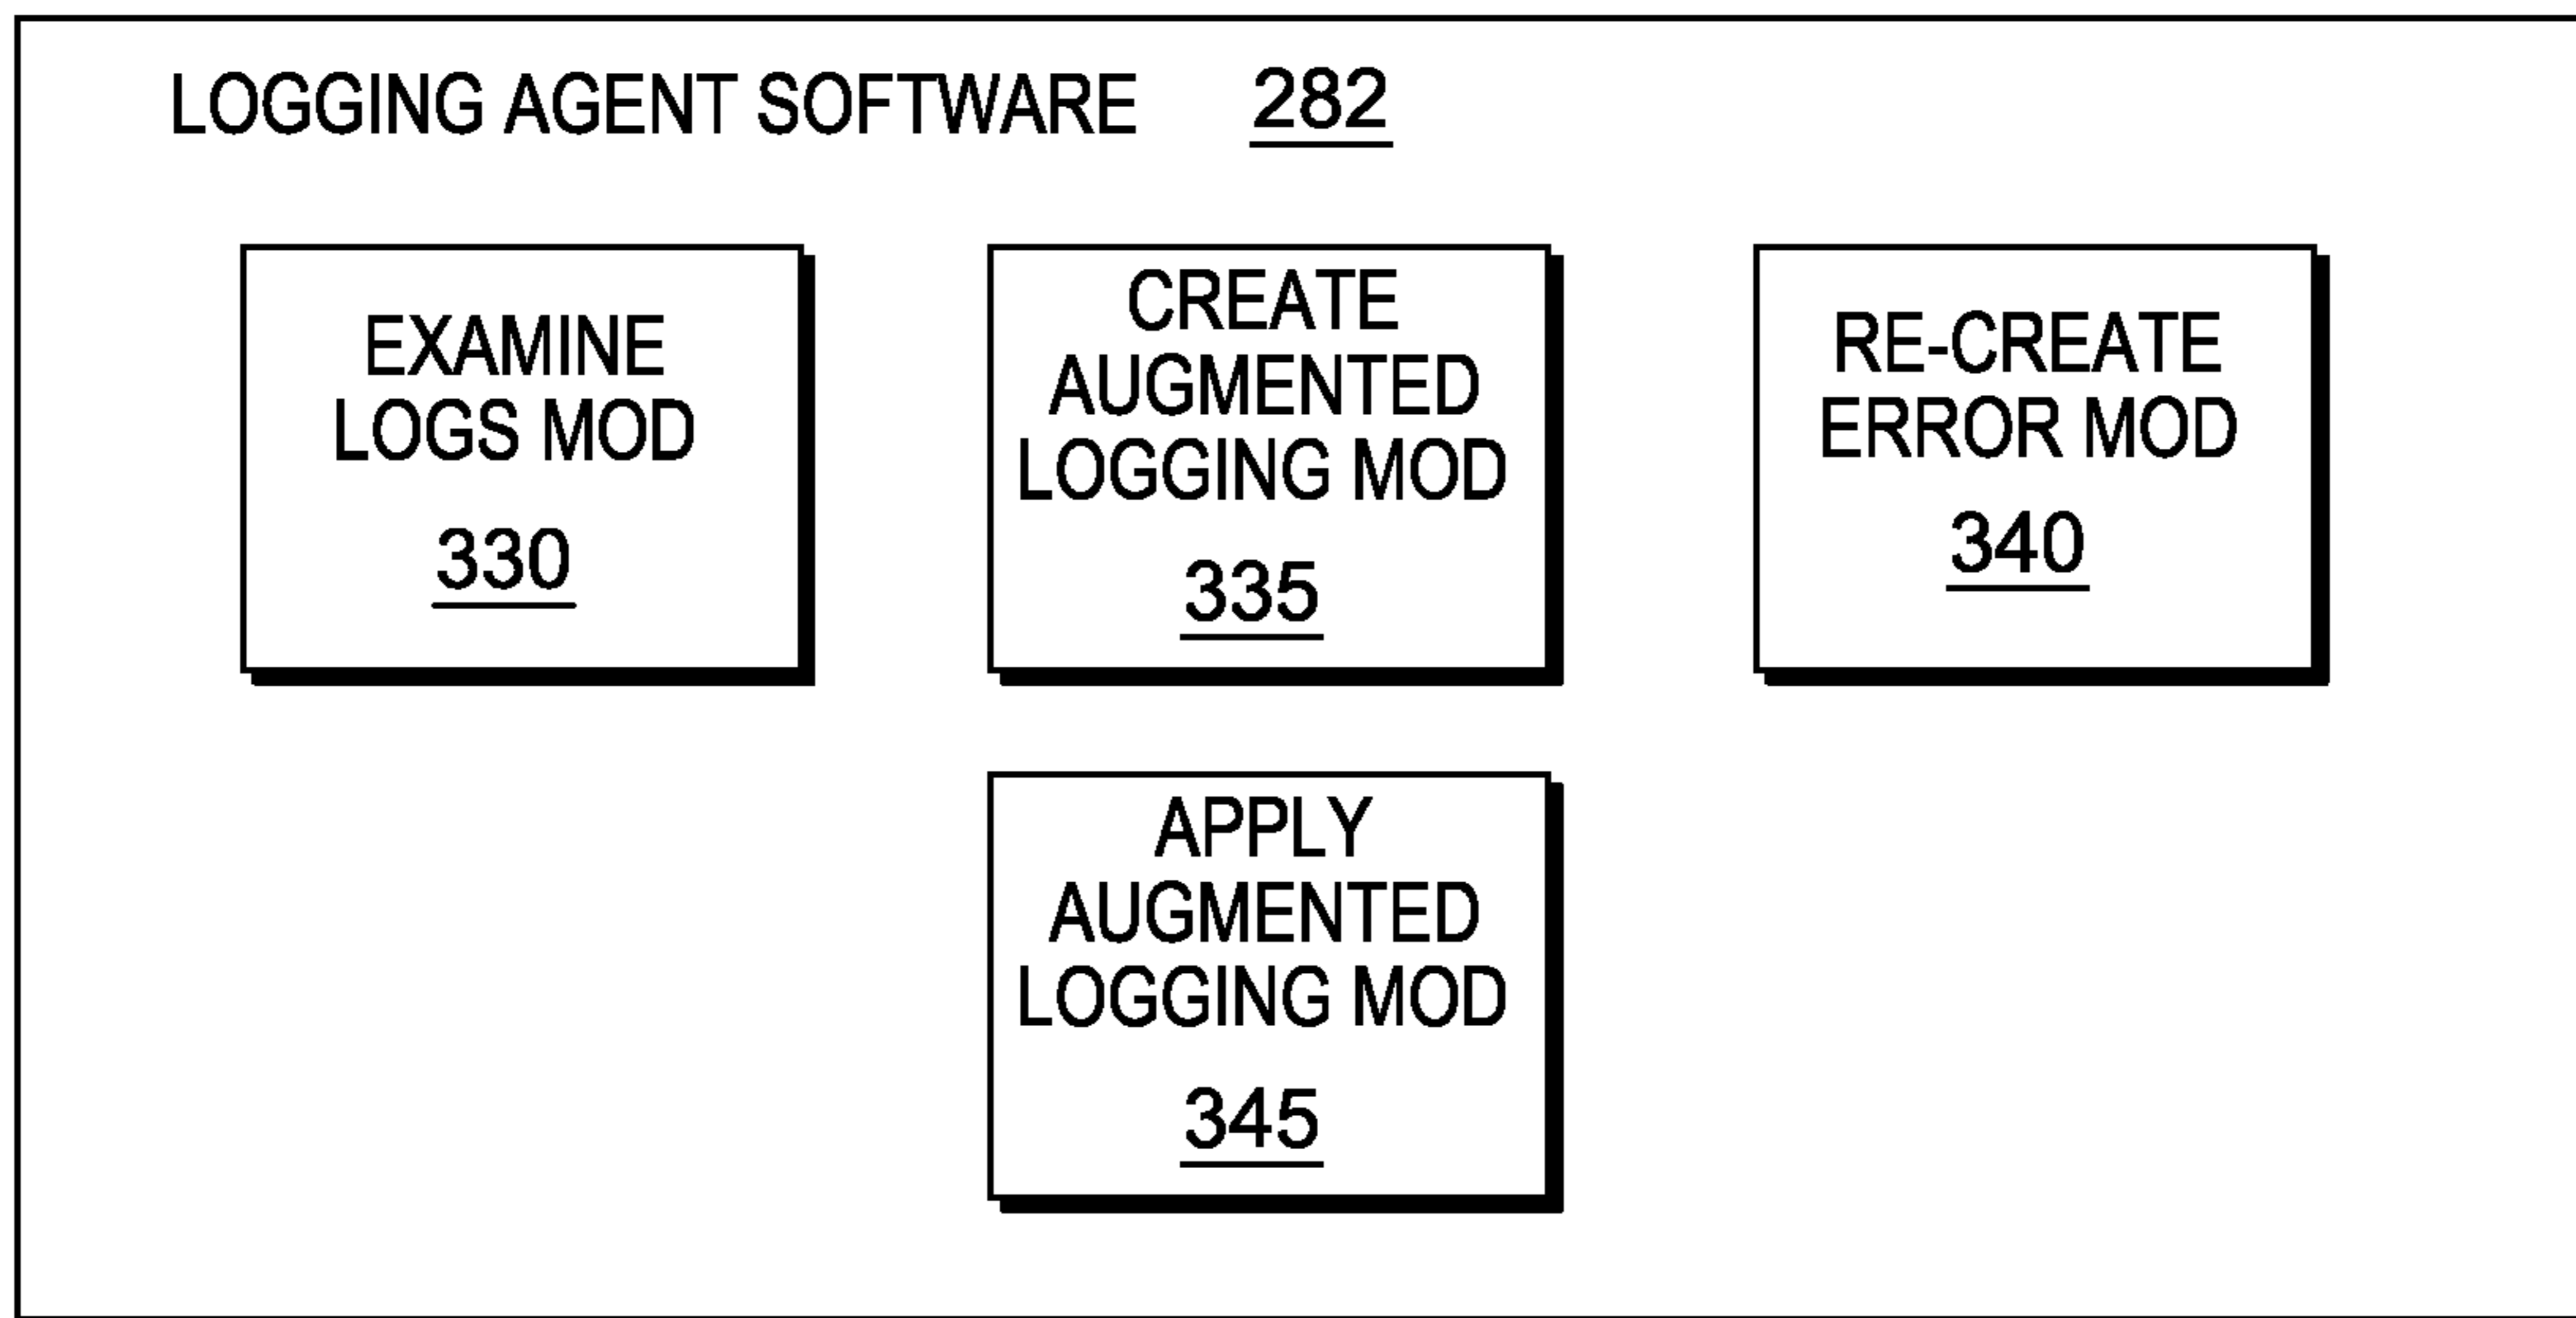 LOGGING AGENT SOFTWARE 282
EXAMINE
LOGS MOD
330
CREATE
AUGMENTED
LOGGING MOD
335
RE-CREATE
ERROR MOD
340
APPLY
AUGMENTED
LOGGING MOD
345